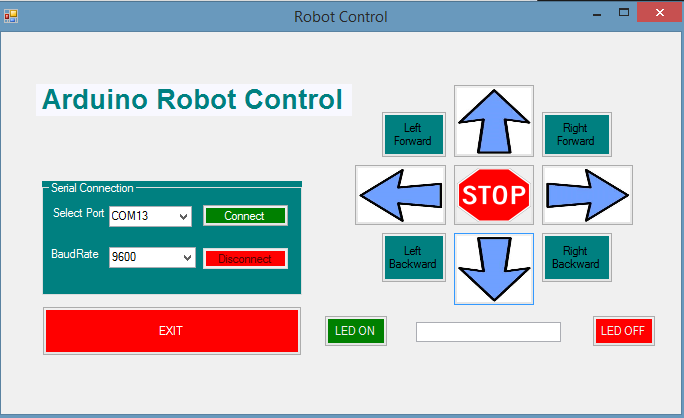 Robot Control
Arduino Robot Control
Left
Forward
Right
Forward
Serial Connection
Select Port
COM13
Connect
STOP
BaudRate
9600
Disconnect
Left
Backward
Right
Backward
EXIT
LED ON
LED OFF